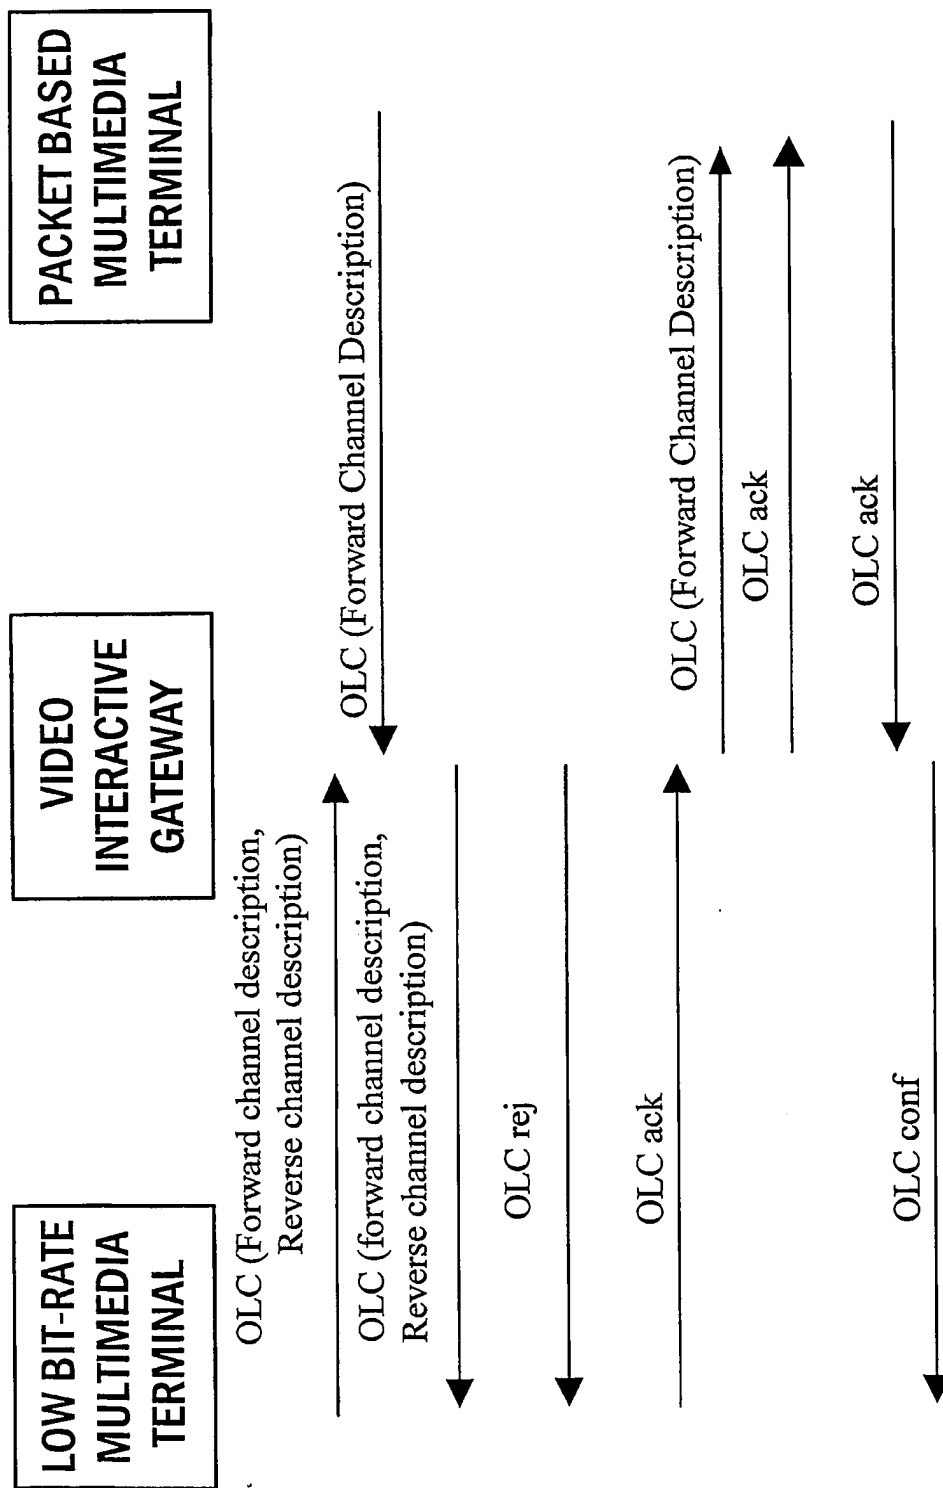 LOW BIT-RATE
MULTIMEDIA
TERMINAL
VIDEO
INTERACTIVE
GATEWAY
PACKET BASED
MULTIMEDIA
TERMINAL
OLC (Forward channel description,
Reverse channel description)
OLC (Forward Channel Description)
OLC (forward channel description,
Reverse channel description)
OLC rej
OLC ack
OLC (Forward Channel Description)
OLC ack
OLC ack
OLC conf